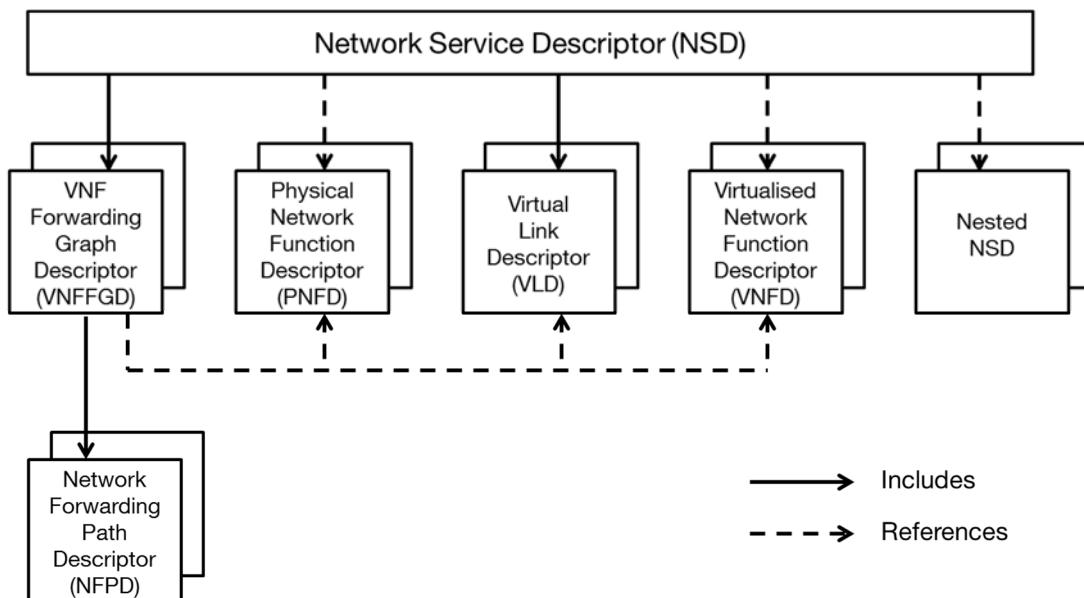 Network Service Descriptor (NSD)
VNF
Forwarding
Graph
Descriptor
(VNFFGD)
Physical
Network
Function
Descriptor
(PNFD)
Virtual
Link
Descriptor
(VLD)
Virtualised
Network
Function
Descriptor
(VNFD)
Nested
NSD
Network
Forwarding
Path
Descriptor
(NFPD)
Includes
References